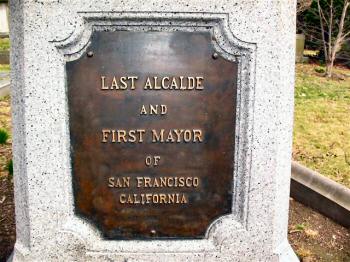 LAST ALCALDE
AND
FIRST MAYOR
OF
SAN FRANCISCO
CALIFORNIA